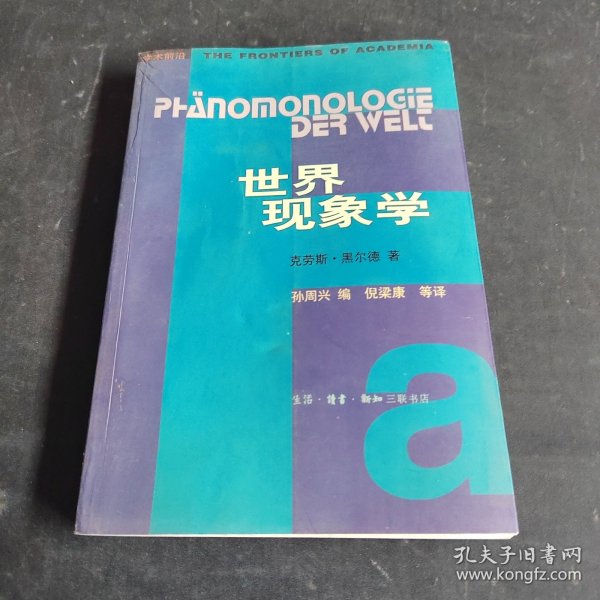 学术前沿 THE FRONTIERS OF ACADEMIA
PHÄNOMONOLOGIE
DER WELT
世界
现象学
克劳斯·黑尔德 著
孙周兴 编 倪梁康 等译
a
生活·读书·新知三联书店
孔夫子旧书网
www.kongfz.com